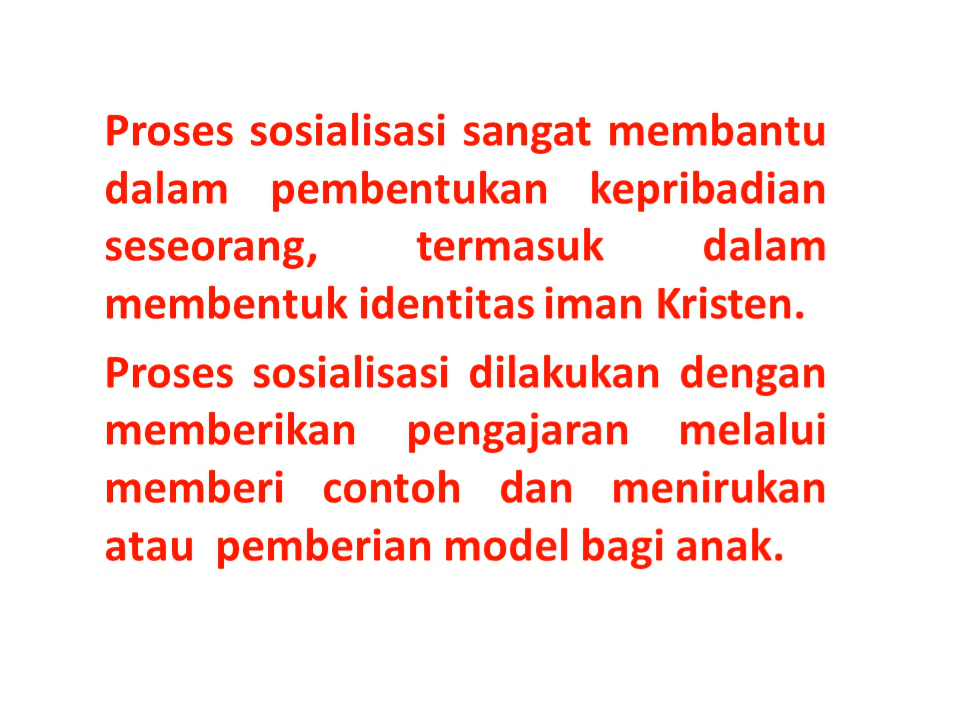 Proses sosialisasi sangat membantu
dalam pembentukan kepribadian
seseorang, termasuk dalam
membentuk identitas iman Kristen.
Proses sosialisasi dilakukan dengan
memberikan pengajaran melalui
memberi contoh dan menirukan
atau pemberian model bagi anak.